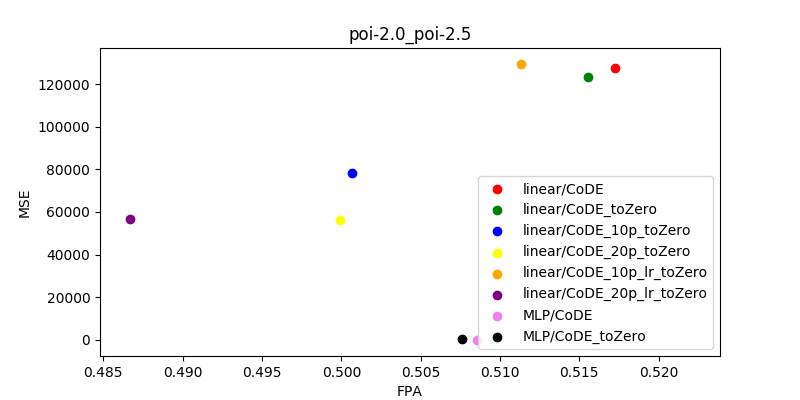 poi-2.0_poi-2.5
MSE
120000
100000
80000
60000
40000
20000
0
linear/CoDE
linear/CoDE_toZero
linear/CoDE_10p_toZero
linear/CoDE_20p_toZero
linear/CoDE_10p_lr_toZero
linear/CoDE_20p_lr_toZero
MLP/CoDE
MLP/CoDE_toZero
0.485 0.490 0.495 0.500 0.505 0.510 0.515 0.520
FPA